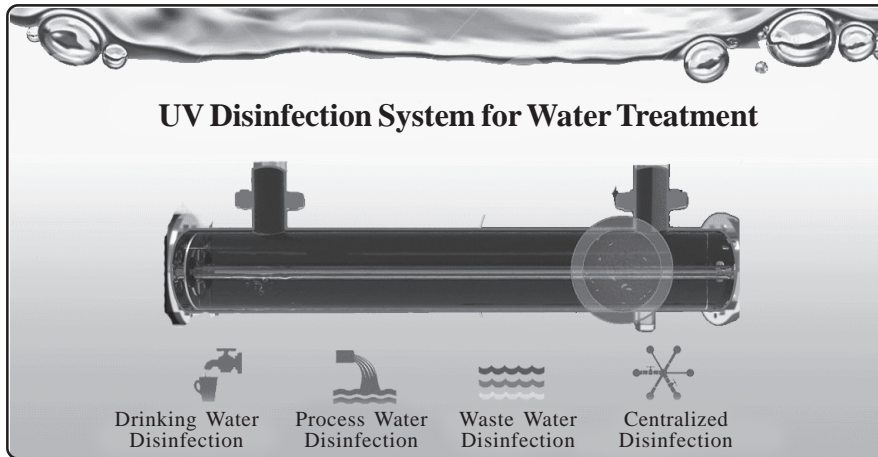 UV Disinfection System for Water Treatment
Drinking Water
Disinfection
Process Water
Disinfection
Waste Water
Disinfection
Centralized
Disinfection